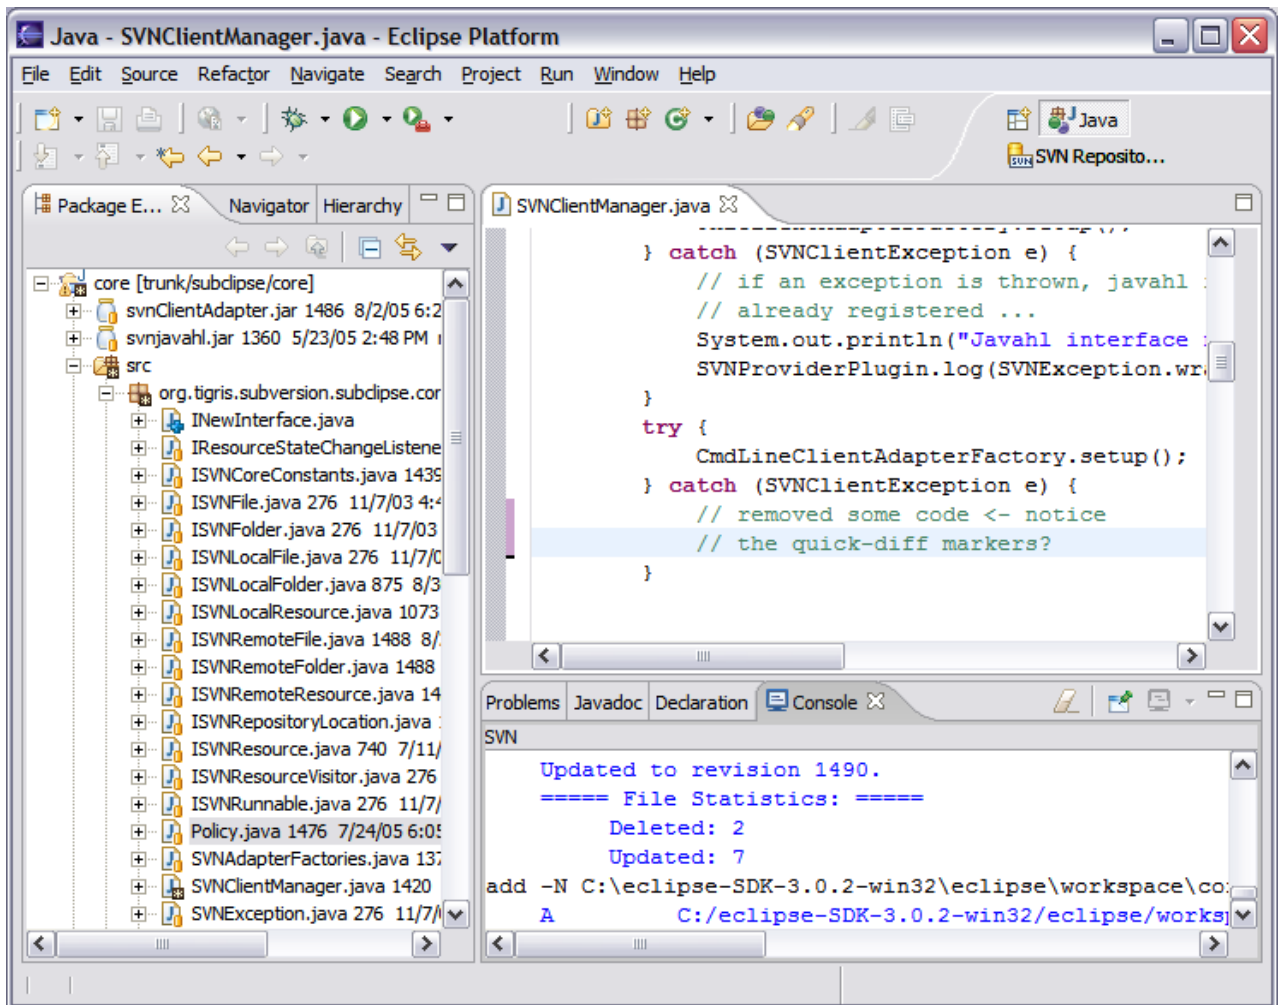 Java - SVNClientManager.java - Eclipse Platform
File Edit Source Refactor Navigate Search Project Run Window Help
Java
SVN Reposito...
Package E... Navigator Hierarchy
core [trunk/subclipse/core]
svnClientAdapter.jar 1486 8/2/05 6:2
svnjavahl.jar 1360 5/23/05 2:48 PM
src
org.tigris.subversion.subclipse.cor
INewInterface.java
IResourceStateChangeListene
ISVNCoreConstants.java 1439
ISVNFile.java 276 11/7/03 4:4
ISVNFolder.java 276 11/7/03
ISVNLocalFile.java 276 11/7/0
ISVNLocalFolder.java 875 8/3
ISVNLocalResource.java 1073
ISVNRemoteFile.java 1488 8/
ISVNRemoteFolder.java 1488
ISVNRemoteResource.java 14
ISVNRepositoryLocation.java
ISVNResource.java 740 7/11/
ISVNResourceVisitor.java 276
ISVNRunnable.java 276 11/7/
Policy.java 1476 7/24/05 6:05
SVNAdapterFactories.java 137
SVNClientManager.java 1420
SVNException.java 276 11/7/
SVNClientManager.java
} catch (SVNClientException e) {
// if an exception is thrown, javahl
// already registered ...
System.out.println("Javahl interface
SVNProviderPlugin.log(SVNException.wr
}
try {
CmdLineClientAdapterFactory.setup();
} catch (SVNClientException e) {
// removed some code <- notice
// the quick-diff markers?
}
Problems Javadoc Declaration Console
SVN
Updated to revision 1490.
===== File Statistics: =====
Deleted: 2
Updated: 7
add -N C:\eclipse-SDK-3.0.2-win32\eclipse\workspace\co
A C:/eclipse-SDK-3.0.2-win32/eclipse/works